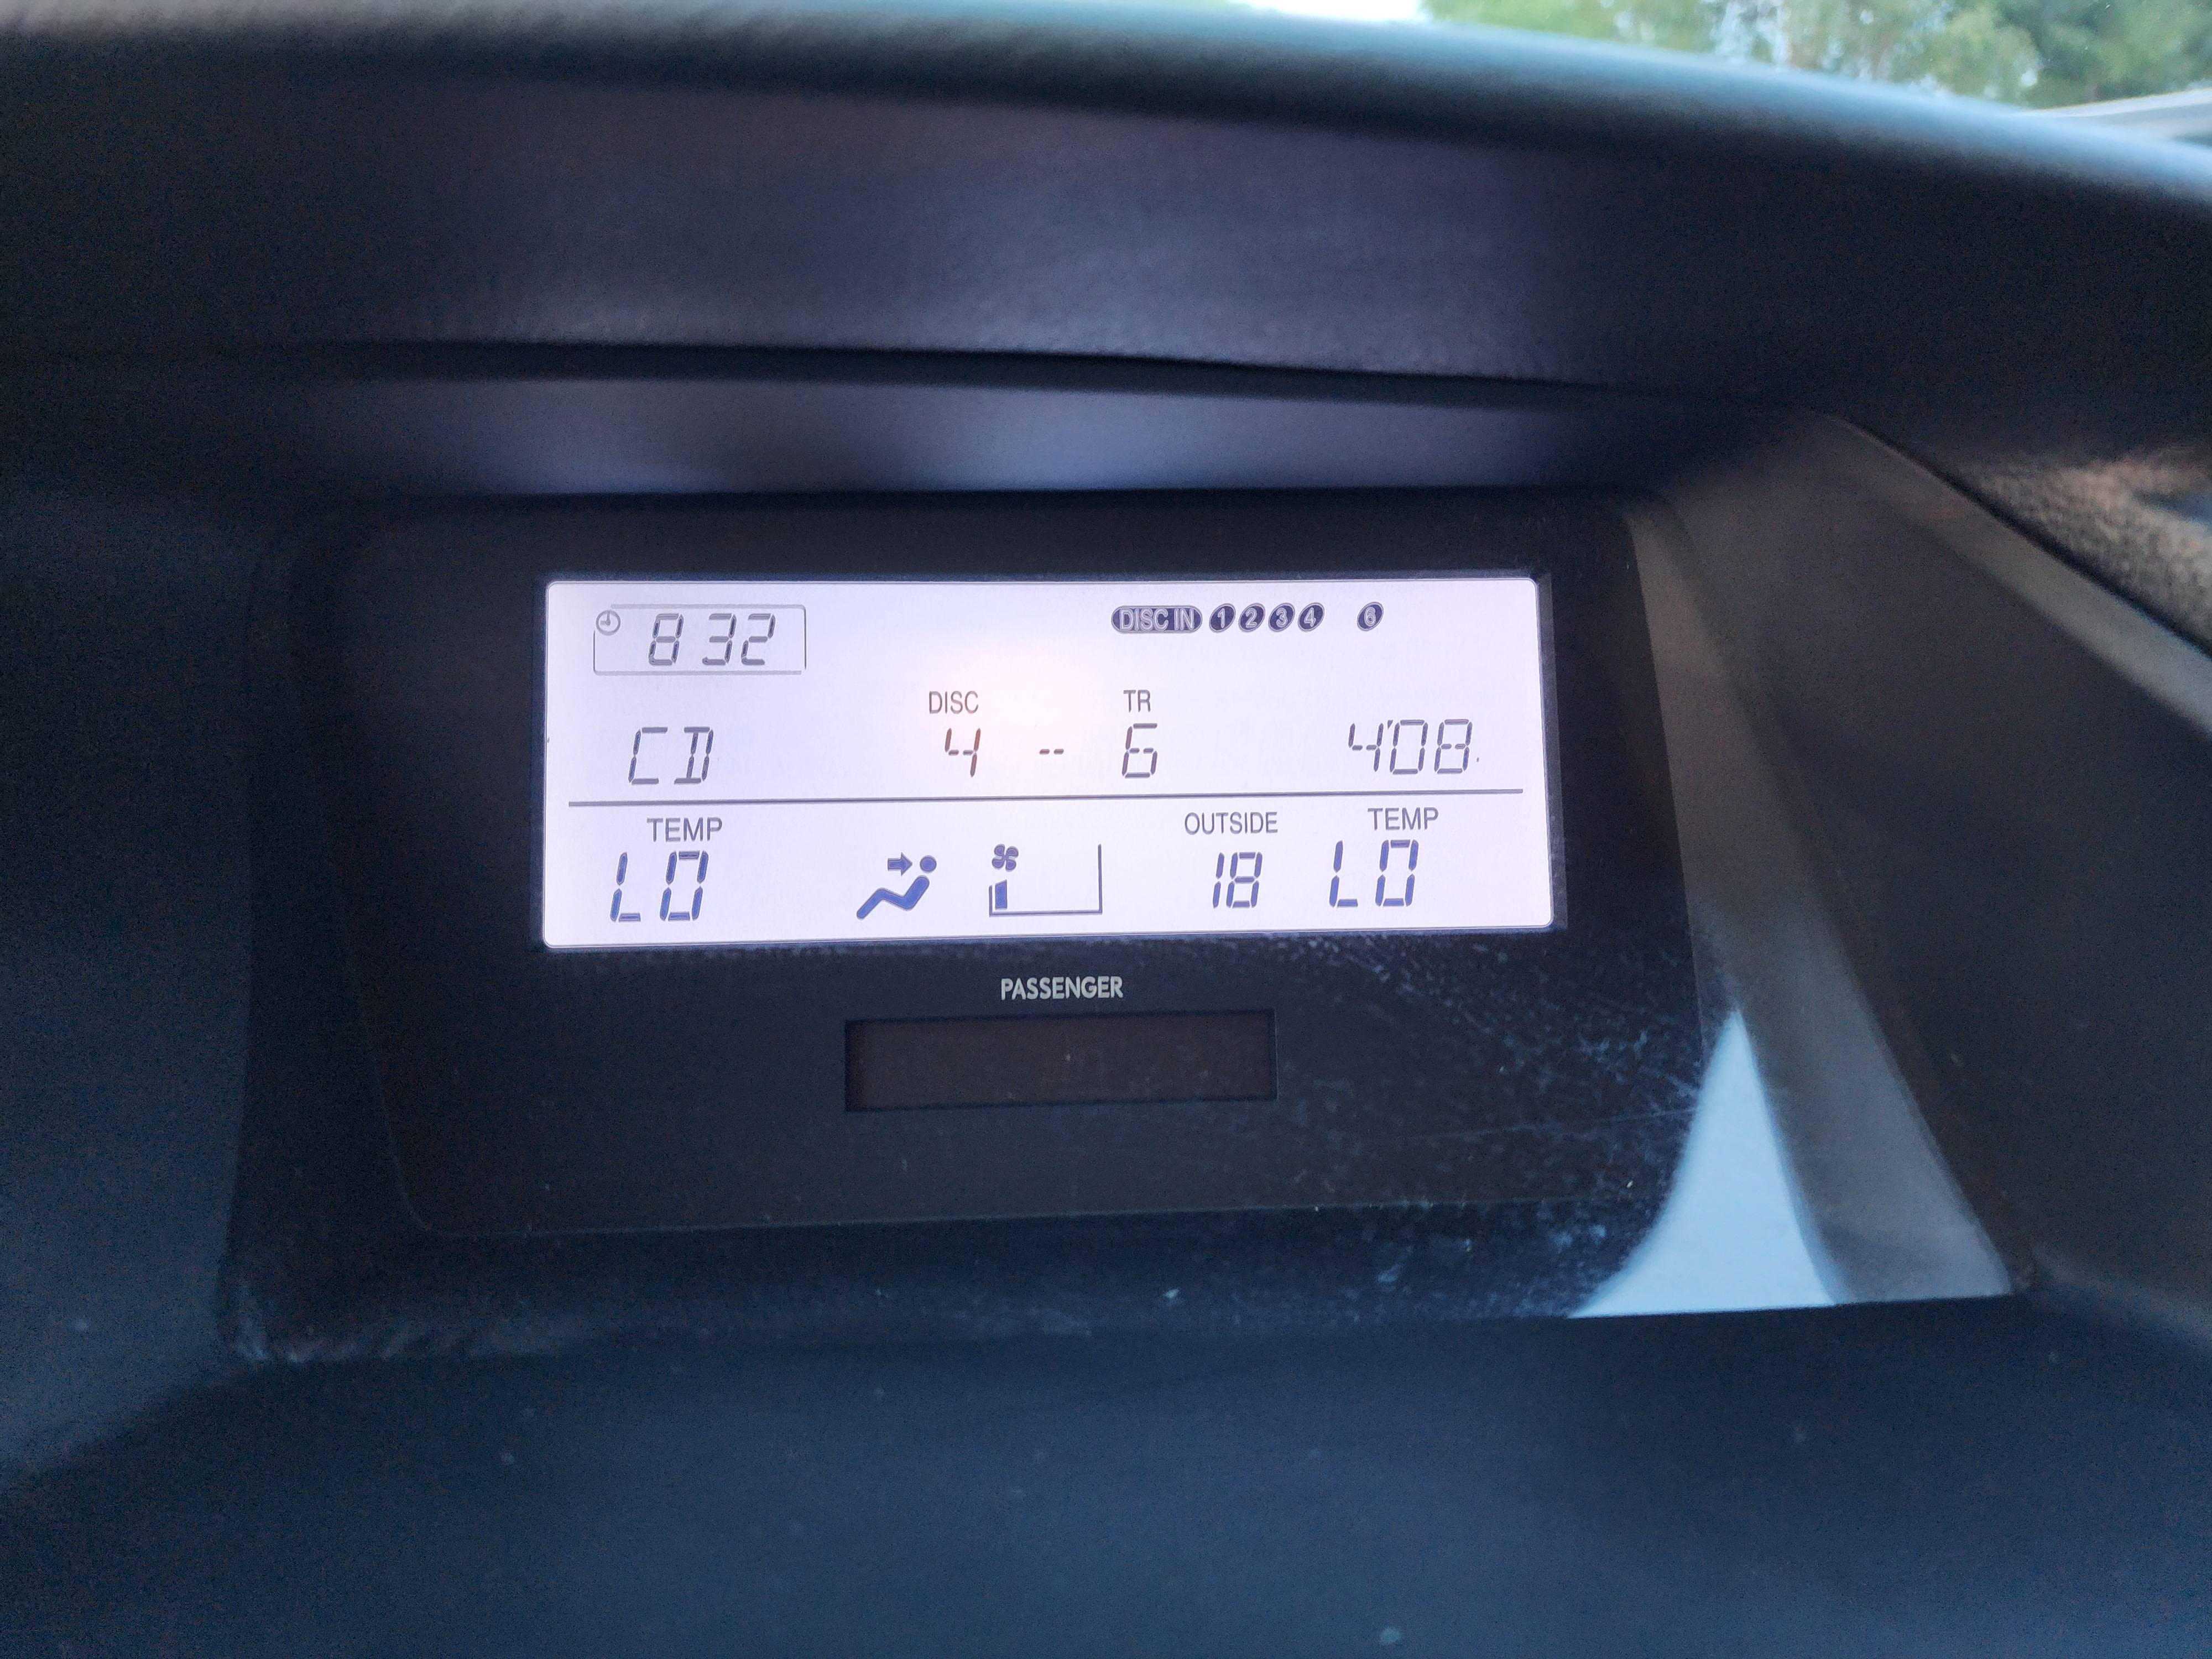 8 32 DISC IN 1 2 3 4 6
DISC TR
CD 4 -- 6 4'08
TEMP OUTSIDE TEMP
LO 18 LO
PASSENGER